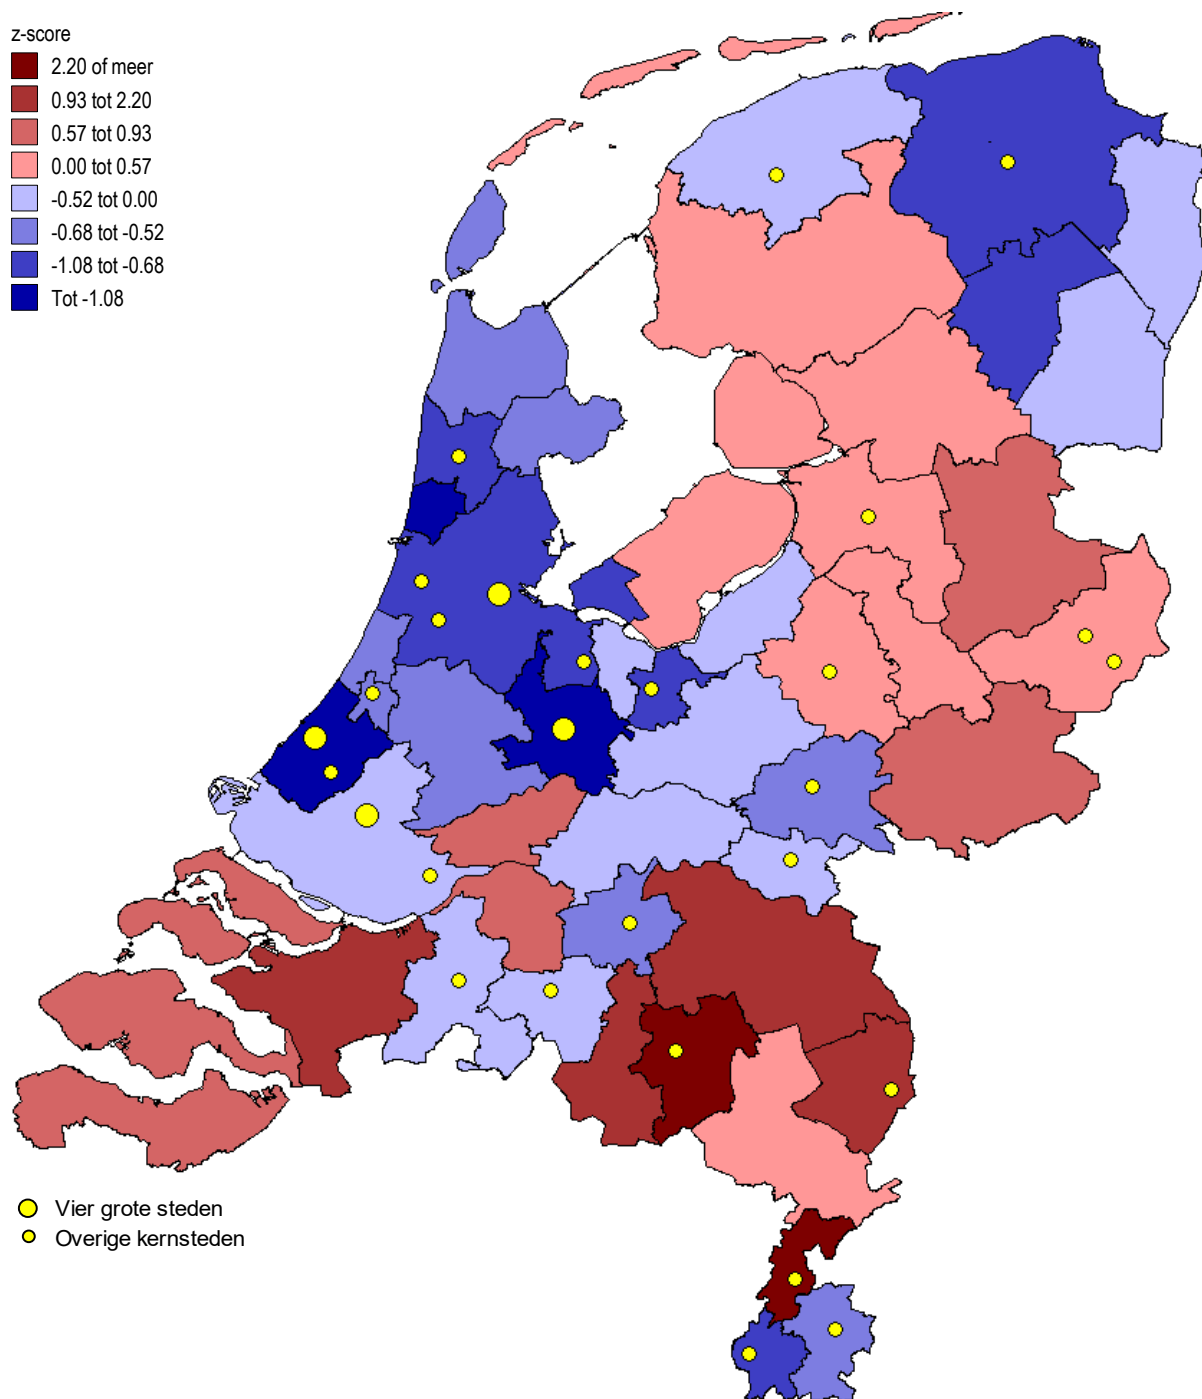 z-score
2.20 of meer
0.93 tot 2.20
0.57 tot 0.93
0.00 tot 0.57
-0.52 tot 0.00
-0.68 tot -0.52
-1.08 tot -0.68
Tot -1.08
Vier grote steden
Overige kernsteden